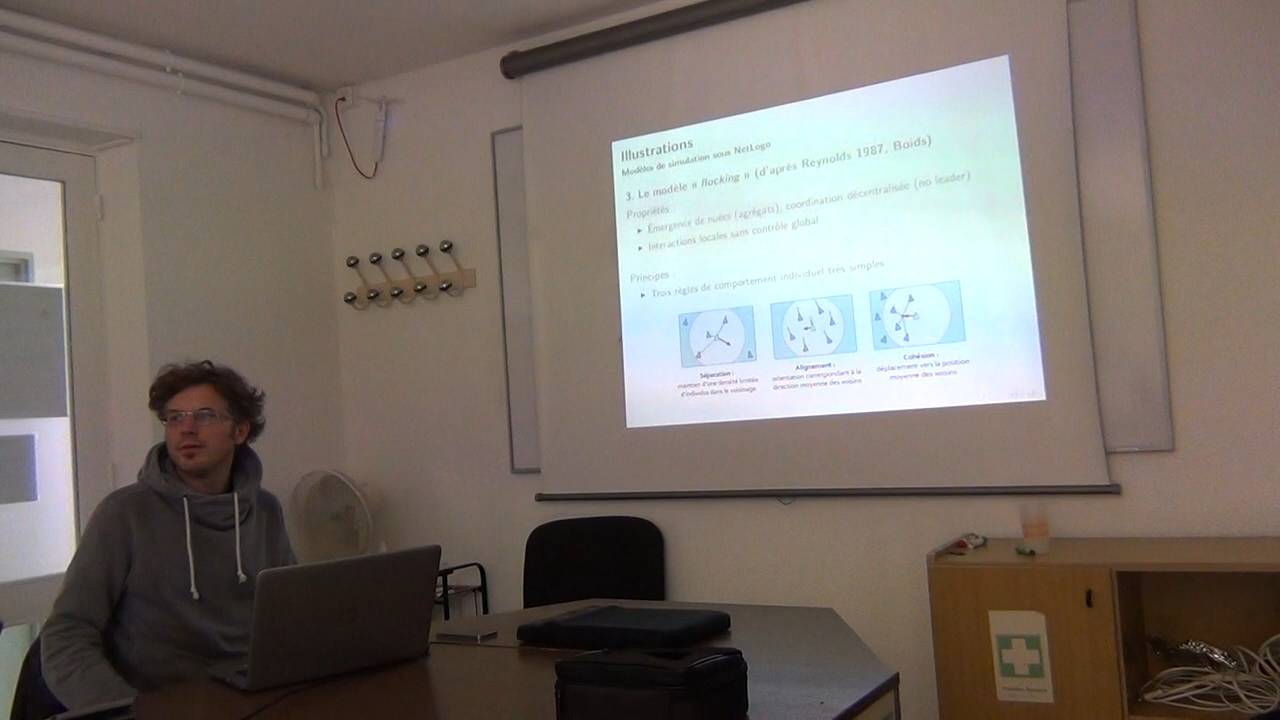 Illustrations
Modèles de simulation sous NetLogo
3. Le modèle « flocking » (d'après Reynolds 1987, Boids)
Propriétés :
▸ Émergence de nuées (agrégats), coordination décentralisée (no leader)
▸ Interactions locales sans contrôle global
Principes
▸ Trois règles de comportement individuel très simples
Séparation :
maintien d'une densité limitée
d'individus dans le voisinage
Alignement :
orientation correspondant à la
direction moyenne des voisins
Cohésion :
déplacement vers la position
moyenne des voisins